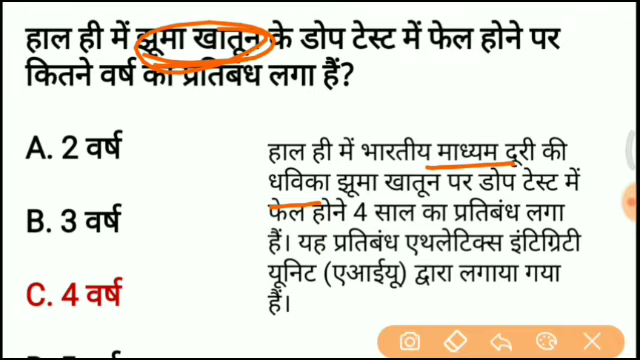 हाल ही में झूमा खातून के डोप टेस्ट में फेल होने पर
कितने वर्ष का प्रतिबंध लगा हैं?
A. 2 वर्ष
B. 3 वर्ष
C. 4 वर्ष
हाल ही में भारतीय माध्यम दूरी की
धविका झूमा खातून पर डोप टेस्ट में
फेल होने 4 साल का प्रतिबंध लगा
हैं। यह प्रतिबंध एथलेटिक्स इंटिग्रिटी
यूनिट (एआईयू) द्वारा लगाया गया
हैं।